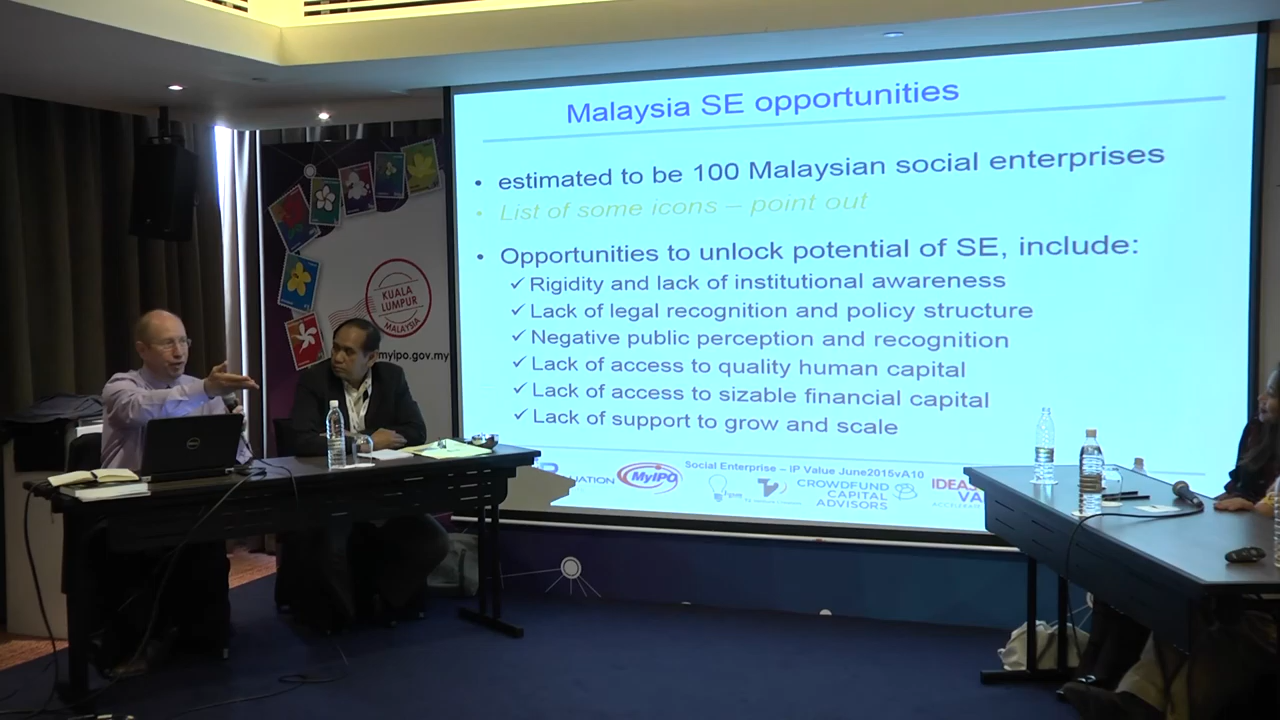 Malaysia SE opportunities
• estimated to be 100 Malaysian social enterprises
• List of some icons – point out
• Opportunities to unlock potential of SE, include:
✓ Rigidity and lack of institutional awareness
✓ Lack of legal recognition and policy structure
✓ Negative public perception and recognition
✓ Lack of access to quality human capital
✓ Lack of access to sizable financial capital
✓ Lack of support to grow and scale
Social Enterprise – IP Value June2015vA10
MyIPO
CROWDFUND
CAPITAL
ADVISORS
KUALA
LUMPUR
MALAYSIA
myipo.gov.my
DELL